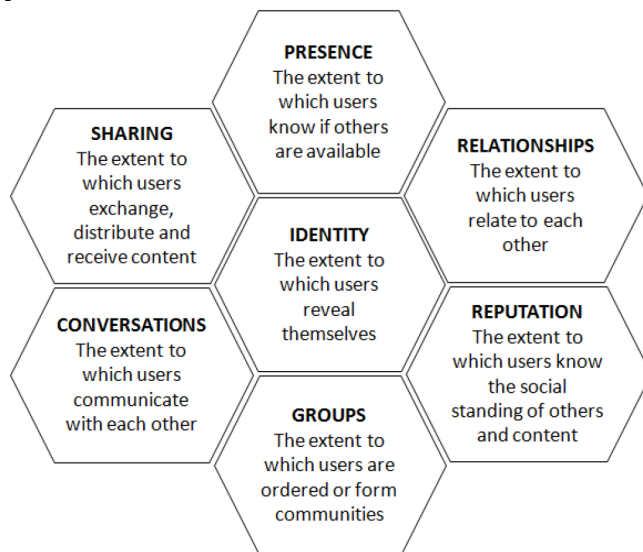 PRESENCE
The extent to
which users
know if others
are available
SHARING
The extent to
which users
exchange,
distribute and
receive content
RELATIONSHIPS
The extent to
which users
relate to each
other
IDENTITY
The extent to
which users
reveal
themselves
CONVERSATIONS
The extent to
which users
communicate
with each other
REPUTATION
The extent to
which users know
the social
standing of others
and content
GROUPS
The extent to
which users are
ordered or form
communities